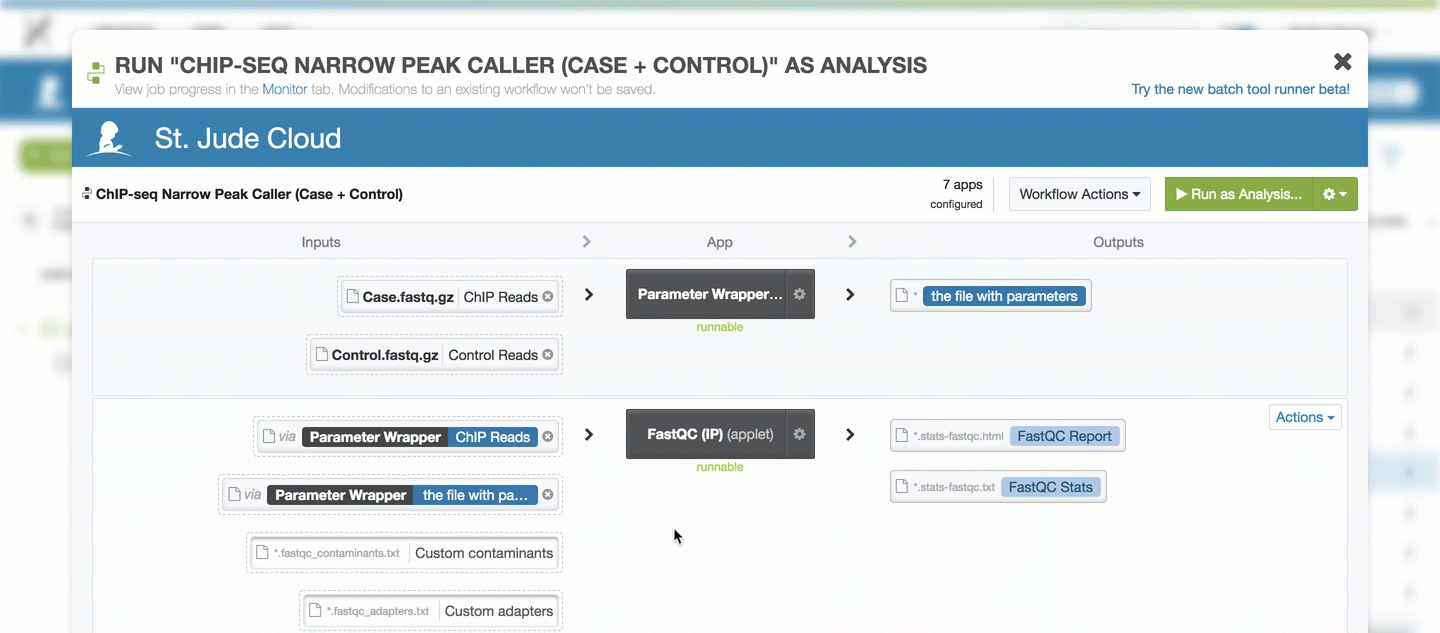 RUN "CHIP-SEQ NARROW PEAK CALLER (CASE + CONTROL)" AS ANALYSIS
View job progress in the Monitor tab. Modifications to an existing workflow won't be saved.
Try the new batch tool runner beta!
St. Jude Cloud
ChIP-seq Narrow Peak Caller (Case + Control)
7 apps
configured
Workflow Actions
Run as Analysis...
Inputs
App
Outputs
Case.fastq.gz ChIP Reads
Parameter Wrapper...
* the file with parameters
runnable
Control.fastq.gz Control Reads
Actions
via Parameter Wrapper ChIP Reads
FastQC (IP) (applet)
*.stats-fastqc.html FastQC Report
runnable
via Parameter Wrapper the file with pa...
*.stats-fastqc.txt FastQC Stats
*.fastqc_contaminants.txt Custom contaminants
*.fastqc_adapters.txt Custom adapters